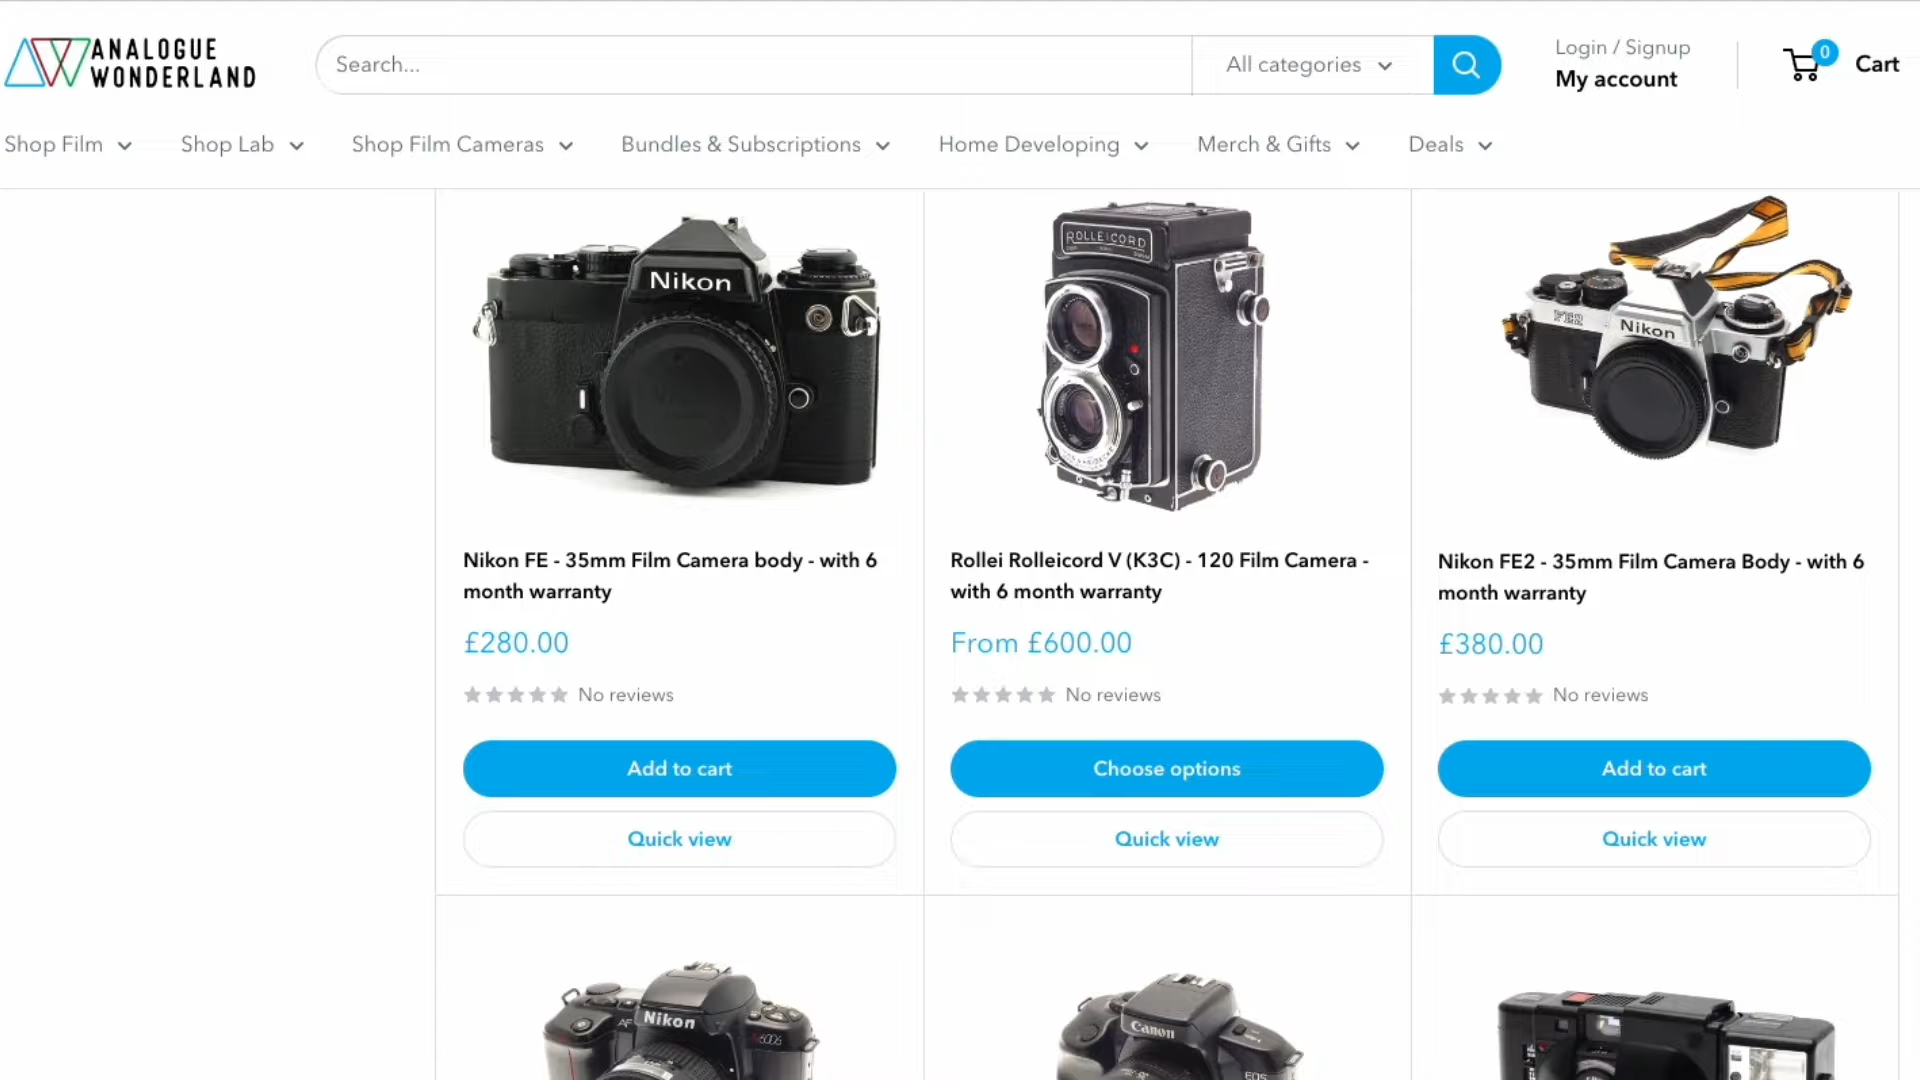 ANALOGUE
WONDERLAND
Search...
All categories
Login / Signup
My account
0
Cart
Shop Film
Shop Lab
Shop Film Cameras
Bundles & Subscriptions
Home Developing
Merch & Gifts
Deals
Nikon
ROLLEICORD
FE2
Nikon
Nikon FE - 35mm Film Camera body - with 6
month warranty
£280.00
No reviews
Add to cart
Quick view
Rollei Rolleicord V (K3C) - 120 Film Camera -
with 6 month warranty
From £600.00
No reviews
Choose options
Quick view
Nikon FE2 - 35mm Film Camera Body - with 6
month warranty
£380.00
No reviews
Add to cart
Quick view
AF
Nikon
Canon
EOS